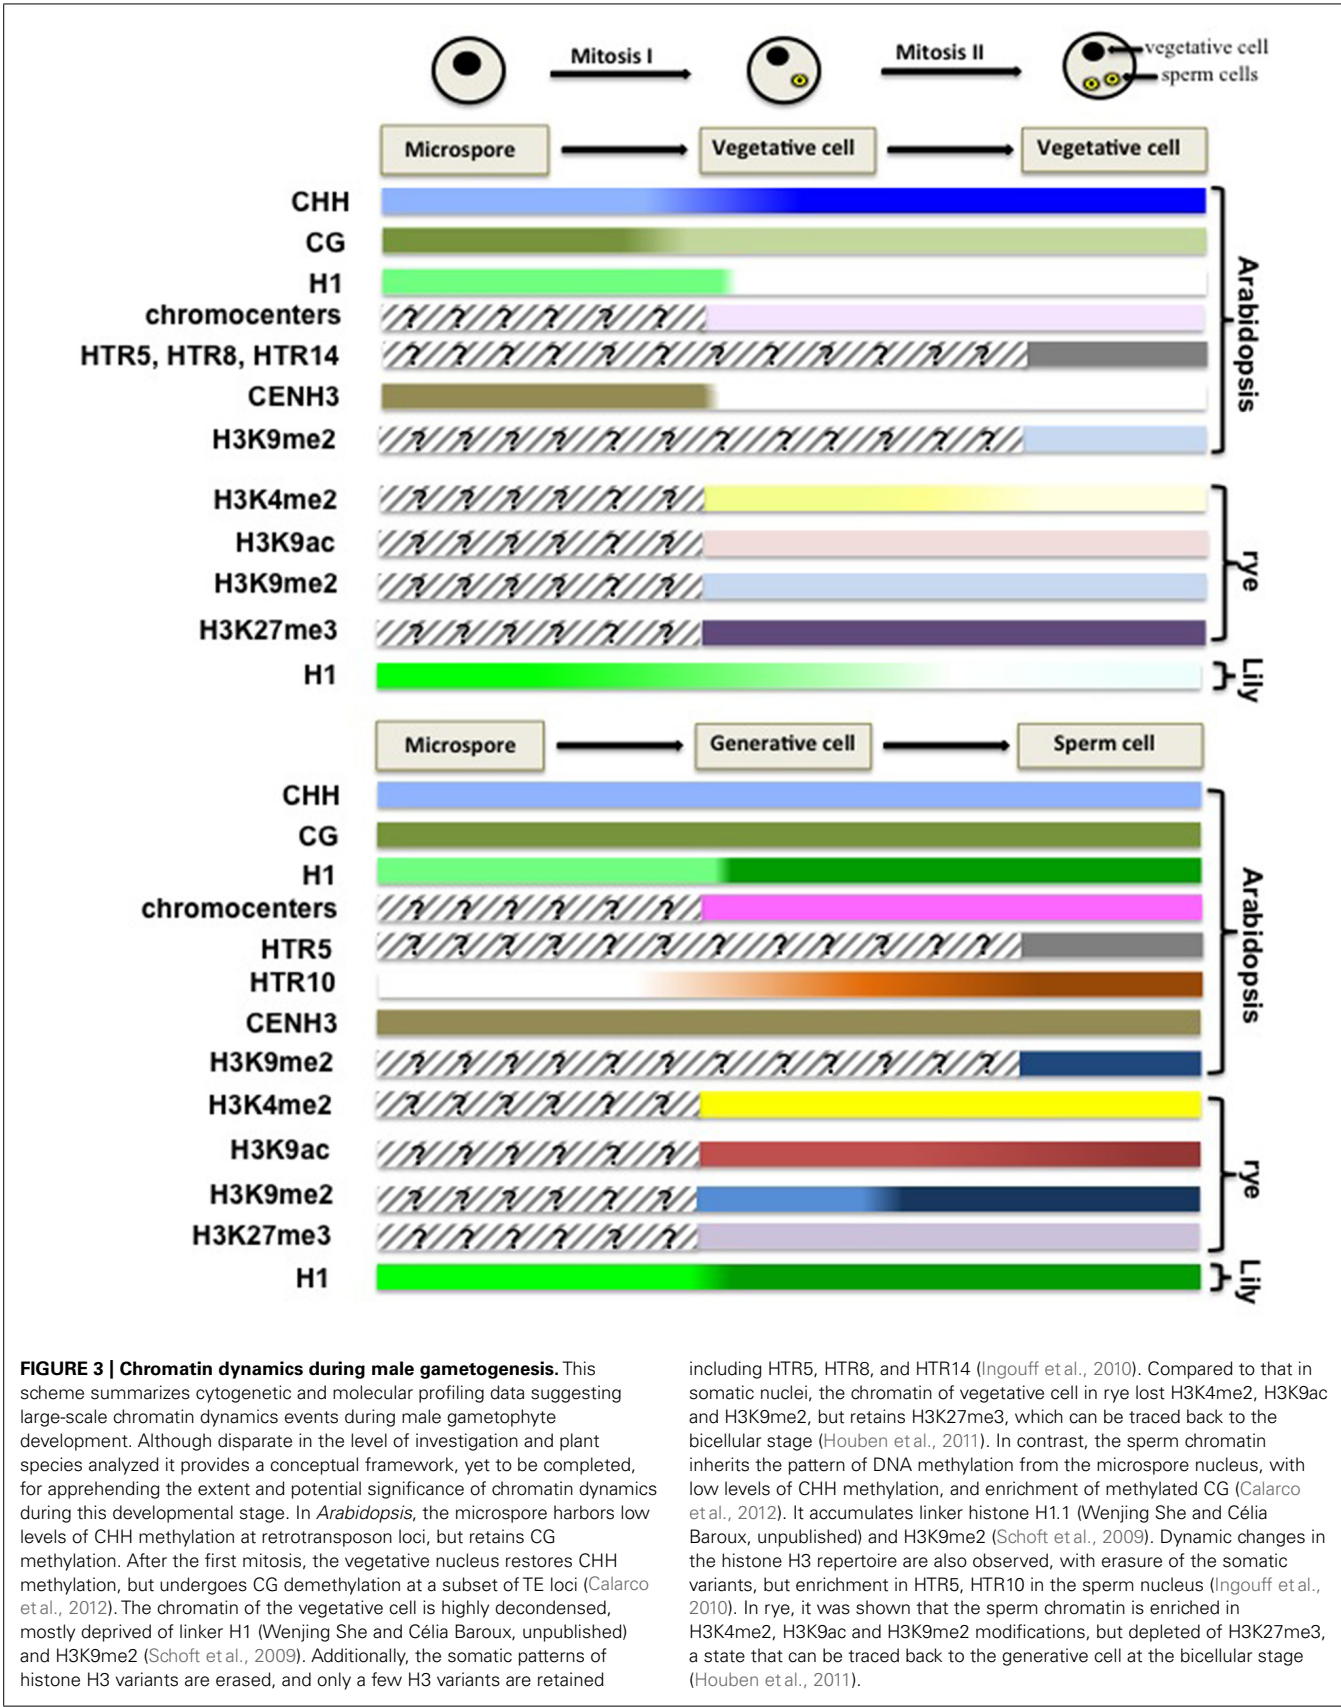 Mitosis I
Mitosis II
vegetative cell
sperm cells
Microspore
Vegetative cell
Vegetative cell
CHH
CG
H1
chromocenters
? ? ? ? ? ?
HTR5, HTR8, HTR14
? ? ? ? ? ? ? ? ? ? ?
CENH3
H3K9me2
? ? ? ? ? ? ? ? ? ? ? ?
Arabidopsis
H3K4me2
? ? ? ? ? ?
H3K9ac
? ? ? ? ? ?
H3K9me2
? ? ? ? ? ?
H3K27me3
? ? ? ? ? ?
rye
H1
Lily
Microspore
Generative cell
Sperm cell
CHH
CG
H1
chromocenters
? ? ? ? ? ?
HTR5
? ? ? ? ? ? ? ? ? ? ?
HTR10
CENH3
H3K9me2
? ? ? ? ? ? ? ? ? ? ? ?
Arabidopsis
H3K4me2
? ? ? ? ? ?
H3K9ac
? ? ? ? ? ?
H3K9me2
? ? ? ? ? ?
H3K27me3
? ? ? ? ? ?
rye
H1
Lily
FIGURE 3 | Chromatin dynamics during male gametogenesis. This
scheme summarizes cytogenetic and molecular profiling data suggesting
large-scale chromatin dynamics events during male gametophyte
development. Although disparate in the level of investigation and plant
species analyzed it provides a conceptual framework, yet to be completed,
for apprehending the extent and potential significance of chromatin dynamics
during this developmental stage. In Arabidopsis, the microspore harbors low
levels of CHH methylation at retrotransposon loci, but retains CG
methylation. After the first mitosis, the vegetative nucleus restores CHH
methylation, but undergoes CG demethylation at a subset of TE loci (Calarco
et al., 2012). The chromatin of the vegetative cell is highly decondensed,
mostly deprived of linker H1 (Wenjing She and Célia Baroux, unpublished)
and H3K9me2 (Schoft et al., 2009). Additionally, the somatic patterns of
histone H3 variants are erased, and only a few H3 variants are retained
including HTR5, HTR8, and HTR14 (Ingouff et al., 2010). Compared to that in
somatic nuclei, the chromatin of vegetative cell in rye lost H3K4me2, H3K9ac
and H3K9me2, but retains H3K27me3, which can be traced back to the
bicellular stage (Houben et al., 2011). In contrast, the sperm chromatin
inherits the pattern of DNA methylation from the microspore nucleus, with
low levels of CHH methylation, and enrichment of methylated CG (Calarco
et al., 2012). It accumulates linker histone H1.1 (Wenjing She and Célia
Baroux, unpublished) and H3K9me2 (Schoft et al., 2009). Dynamic changes in
the histone H3 repertoire are also observed, with erasure of the somatic
variants, but enrichment in HTR5, HTR10 in the sperm nucleus (Ingouff et al.,
2010). In rye, it was shown that the sperm chromatin is enriched in
H3K4me2, H3K9ac and H3K9me2 modifications, but depleted of H3K27me3,
a state that can be traced back to the generative cell at the bicellular stage
(Houben et al., 2011).